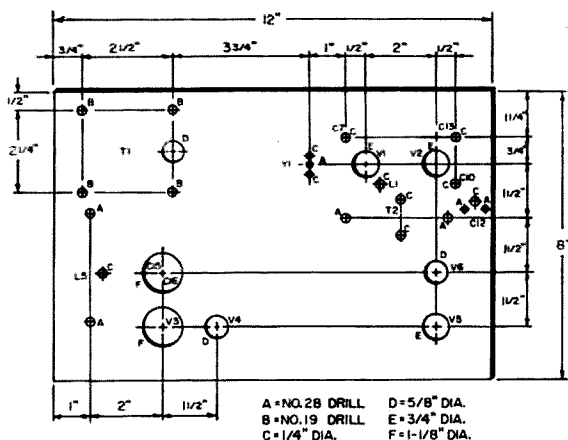 12"
3/4" 2 1/2" 3 3/4" 1" 1/2" 2" 1/2"
1/2"
2 1/4"
B B
T1 D
B B
A
C7 C
E V1
E V2
C13 C
C Y1 A C
C L1
C C10
C T2 C
A A
A C A C12
1 1/4"
3/4"
1 1/2"
1 1/2"
1 1/2"
8"
L5 C
A
F C15 C16
F V3
V4 D
D V6
V5 E
1" 2" 1 1/2"
A = NO. 28 DRILL D = 5/8" DIA.
B = NO. 19 DRILL E = 3/4" DIA.
C = 1/4" DIA. F = 1-1/8" DIA.